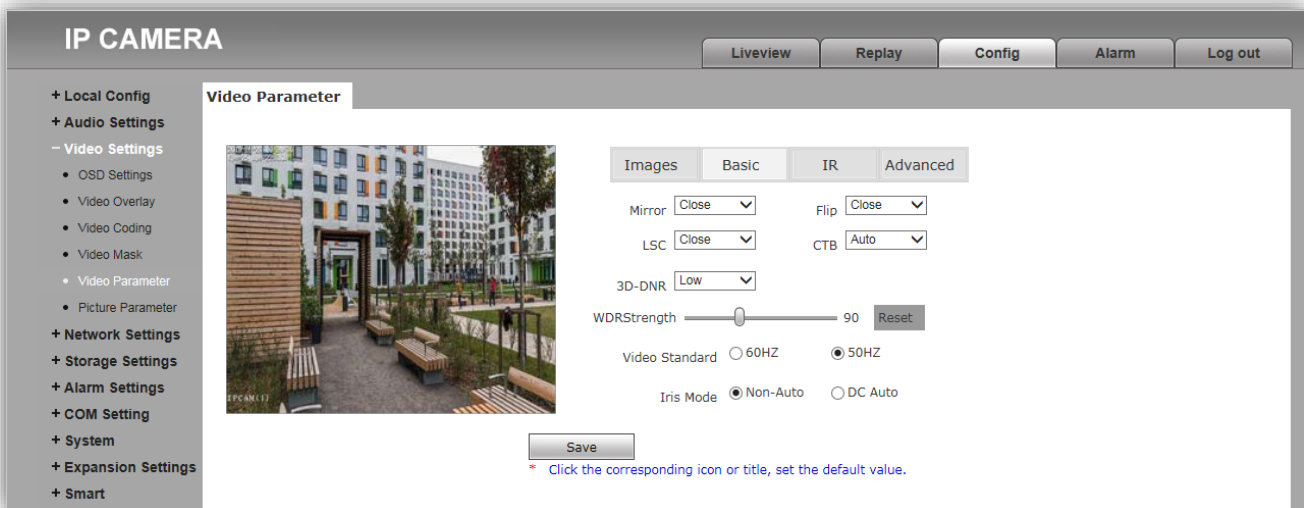 IP CAMERA
Liveview Replay Config Alarm Log out
+ Local Config
+ Audio Settings
− Video Settings
• OSD Settings
• Video Overlay
• Video Coding
• Video Mask
• Video Parameter
• Picture Parameter
+ Network Settings
+ Storage Settings
+ Alarm Settings
+ COM Setting
+ System
+ Expansion Settings
+ Smart
Video Parameter
IPCAM(1)
Images Basic IR Advanced
Mirror Close Flip Close
LSC Close CTB Auto
3D-DNR Low
WDRStrength 90 Reset
Video Standard 60HZ 50HZ
Iris Mode Non-Auto DC Auto
Save
* Click the corresponding icon or title, set the default value.